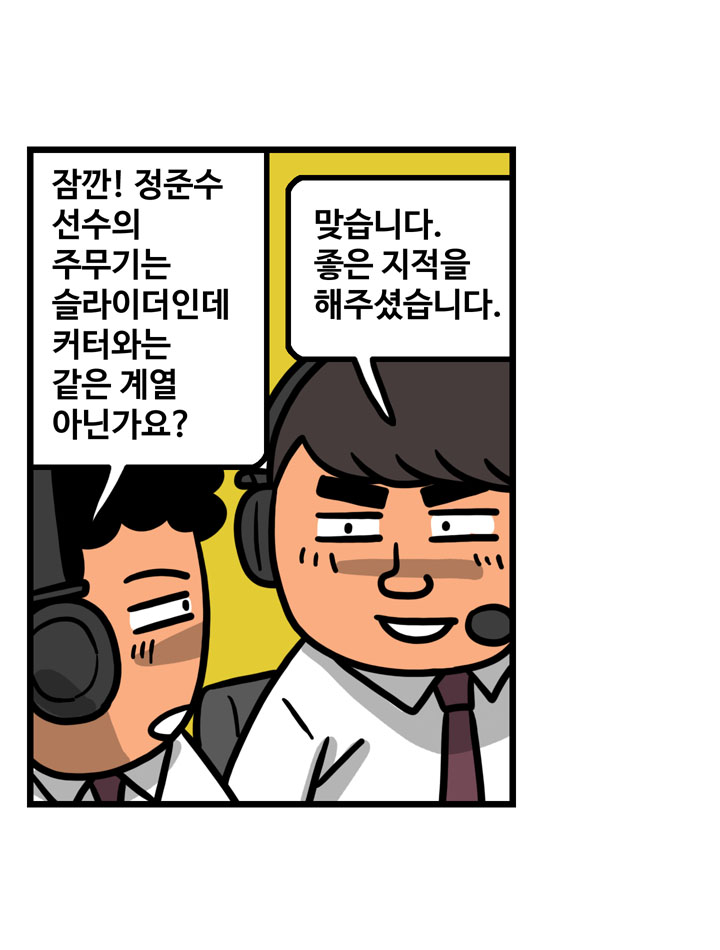 잠깐! 정준수
선수의
주무기는
슬라이더인데
커터와는
같은 계열
아닌가요?
맞습니다.
좋은 지적을
해주셨습니다.